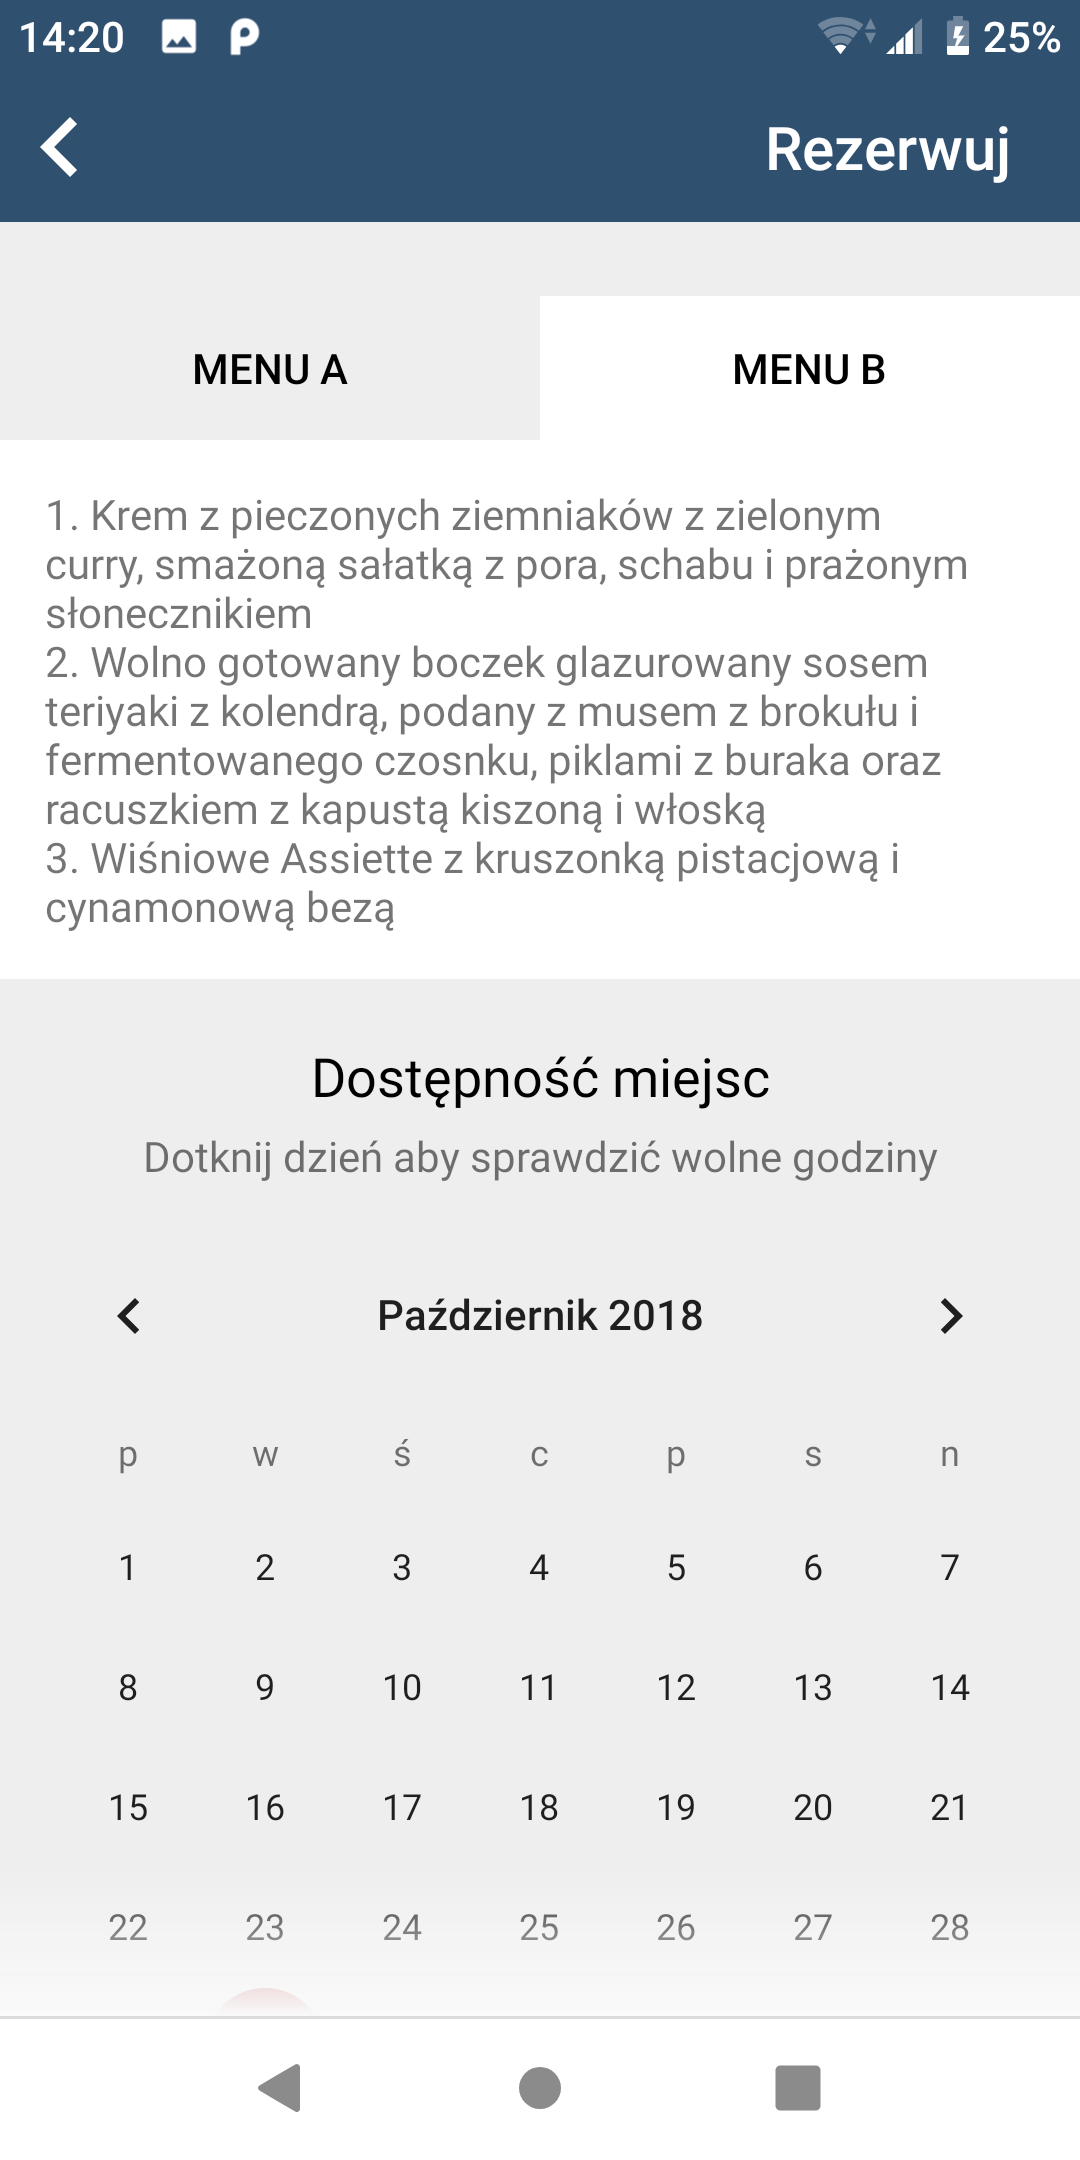 14:20 25%
Rezerwuj
MENU A MENU B
1. Krem z pieczonych ziemniaków z zielonym
curry, smażoną sałatką z pora, schabu i prażonym
słonecznikiem
2. Wolno gotowany boczek glazurowany sosem
teriyaki z kolendrą, podany z musem z brokułu i
fermentowanego czosnku, piklami z buraka oraz
racuszkiem z kapustą kiszoną i włoską
3. Wiśniowe Assiette z kruszonką pistacjową i
cynamonową bezą
Dostępność miejsc
Dotknij dzień aby sprawdzić wolne godziny
Październik 2018
p w ś c p s n
1 2 3 4 5 6 7
8 9 10 11 12 13 14
15 16 17 18 19 20 21
22 23 24 25 26 27 28